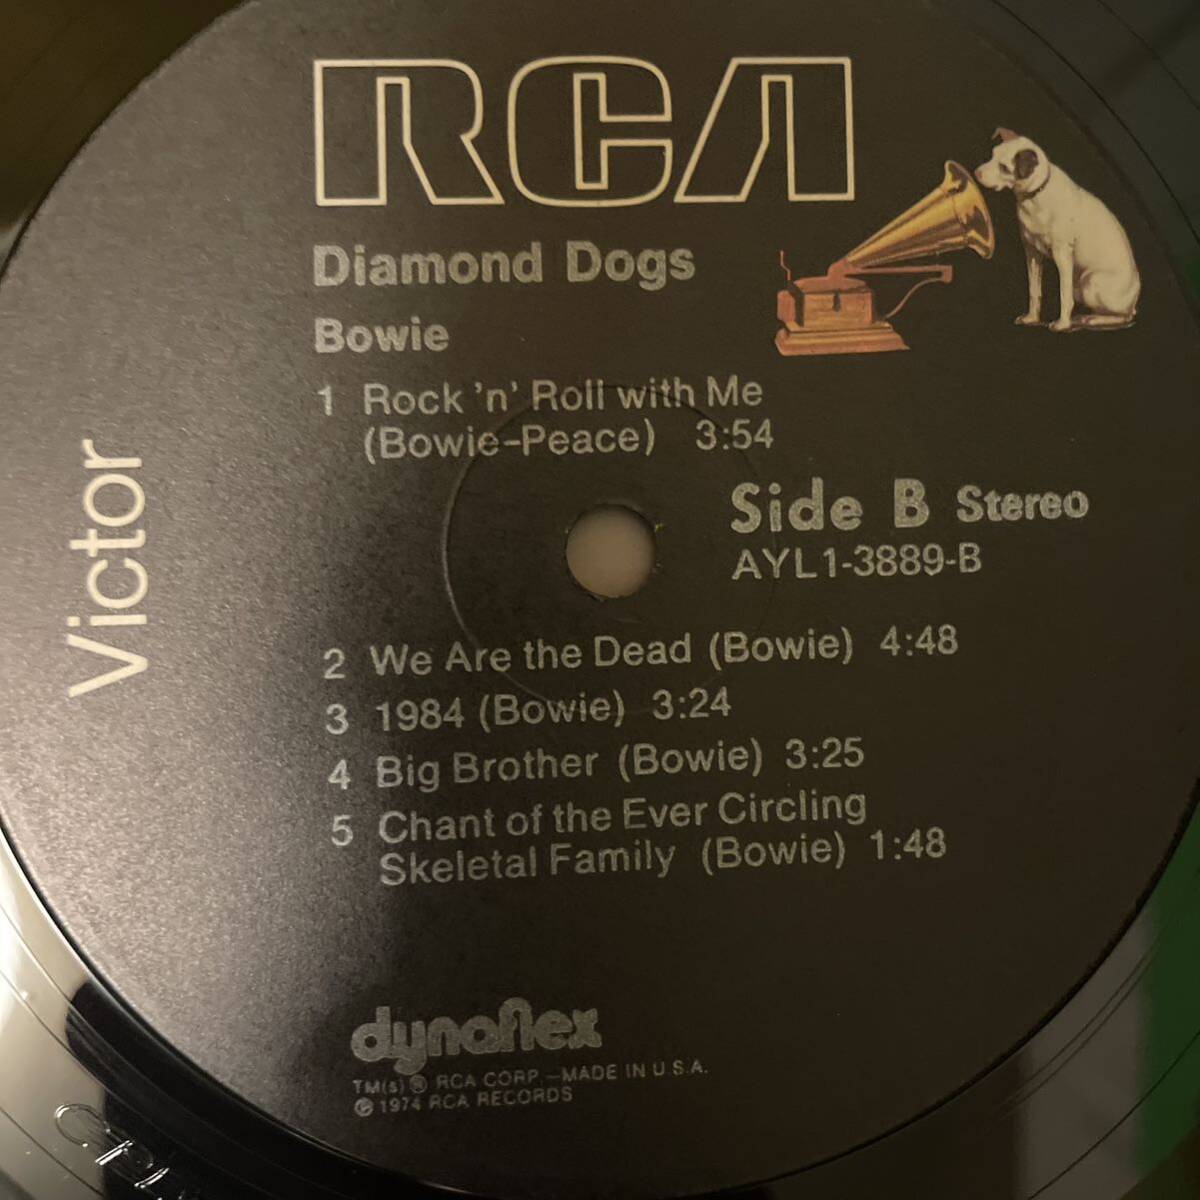 RCA
Diamond Dogs
Bowie
1 Rock 'n' Roll with Me
(Bowie-Peace) 3:54
Victor
Side B Stereo
AYL1-3889-B
2 We Are the Dead (Bowie) 4:48
3 1984 (Bowie) 3:24
4 Big Brother (Bowie) 3:25
5 Chant of the Ever Circling
Skeletal Family (Bowie) 1:48
dynaflex
TM(s) ® RCA CORP.—MADE IN U.S.A.
℗ 1974 RCA RECORDS